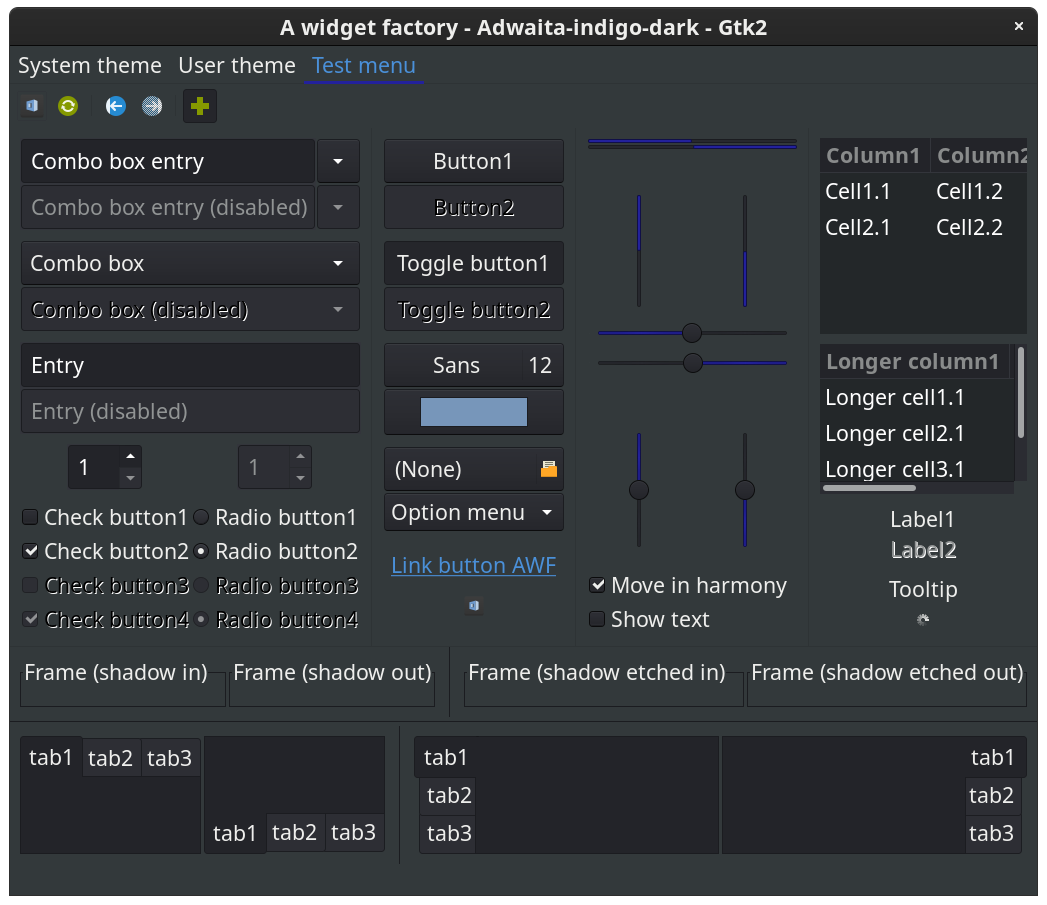 A widget factory - Adwaita-indigo-dark - Gtk2
System theme User theme Test menu
Combo box entry
Combo box entry (disabled)
Combo box
Combo box (disabled)
Entry
Entry (disabled)
1 1
Check button1 Radio button1
Check button2 Radio button2
Check button3 Radio button3
Check button4 Radio button4
Button1
Button2
Toggle button1
Toggle button2
Sans 12
(None)
Option menu
Link button AWF
Move in harmony
Show text
Column1 Column2
Cell1.1 Cell1.2
Cell2.1 Cell2.2
Longer column1
Longer cell1.1
Longer cell2.1
Longer cell3.1
Label1
Label2
Tooltip
Frame (shadow in) Frame (shadow out) Frame (shadow etched in) Frame (shadow etched out)
tab1 tab2 tab3
tab1 tab2 tab3
tab1
tab2
tab3
tab1
tab2
tab3